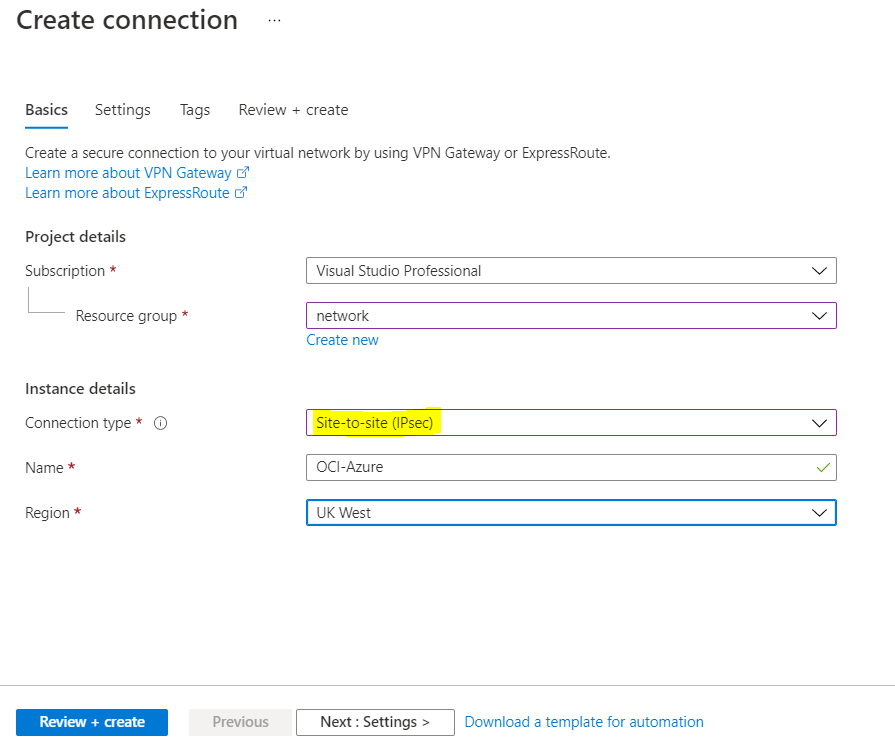 Create connection ...
Basics Settings Tags Review + create
Create a secure connection to your virtual network by using VPN Gateway or ExpressRoute.
Learn more about VPN Gateway
Learn more about ExpressRoute
Project details
Subscription * Visual Studio Professional
Resource group * network
Create new
Instance details
Connection type * Site-to-site (IPsec)
Name * OCI-Azure
Region * UK West
Review + create Previous Next : Settings > Download a template for automation